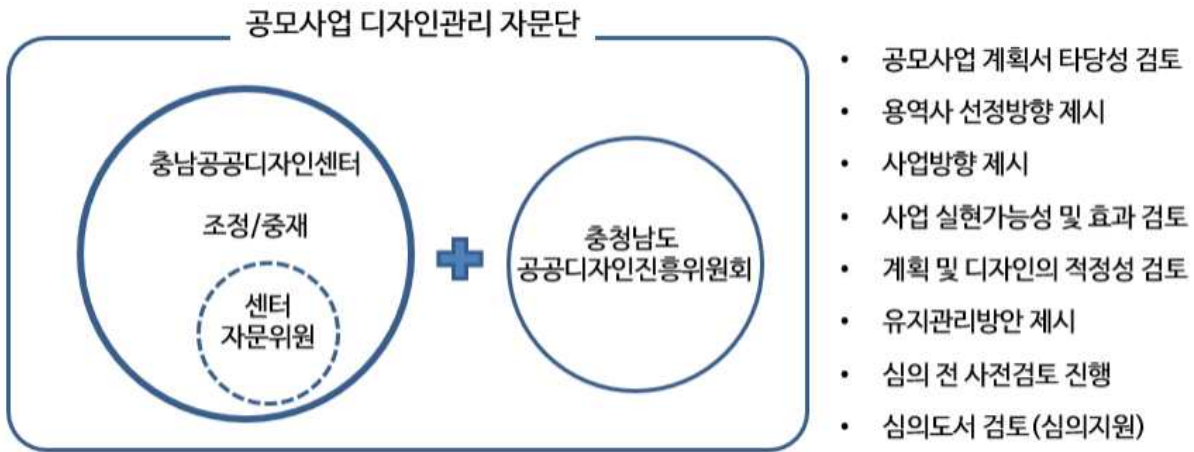 공모사업 디자인관리 자문단
충남공공디자인센터
조정/중재
센터
자문위원
충청남도
공공디자인진흥위원회
• 공모사업 계획서 타당성 검토
• 용역사 선정방향 제시
• 사업방향 제시
• 사업 실현가능성 및 효과 검토
• 계획 및 디자인의 적정성 검토
• 유지관리방안 제시
• 심의 전 사전검토 진행
• 심의도서 검토(심의지원)